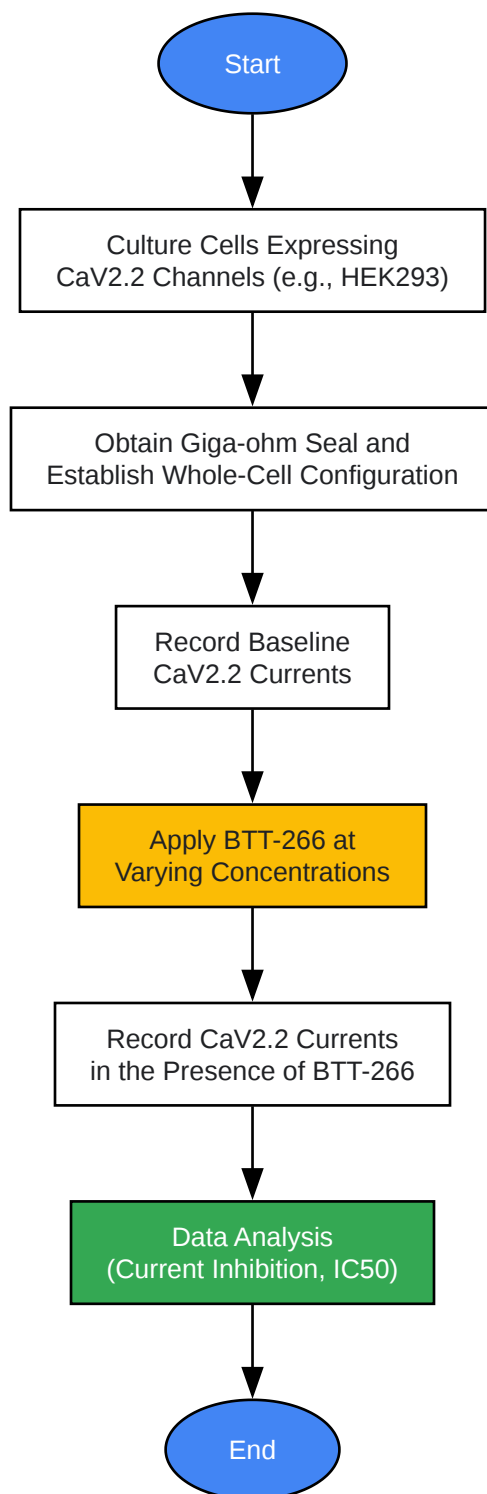 Start
Culture Cells Expressing
CaV2.2 Channels (e.g., HEK293)
Obtain Giga-ohm Seal and
Establish Whole-Cell Configuration
Record Baseline
CaV2.2 Currents
Apply BTT-266 at
Varying Concentrations
Record CaV2.2 Currents
in the Presence of BTT-266
Data Analysis
(Current Inhibition, IC50)
End